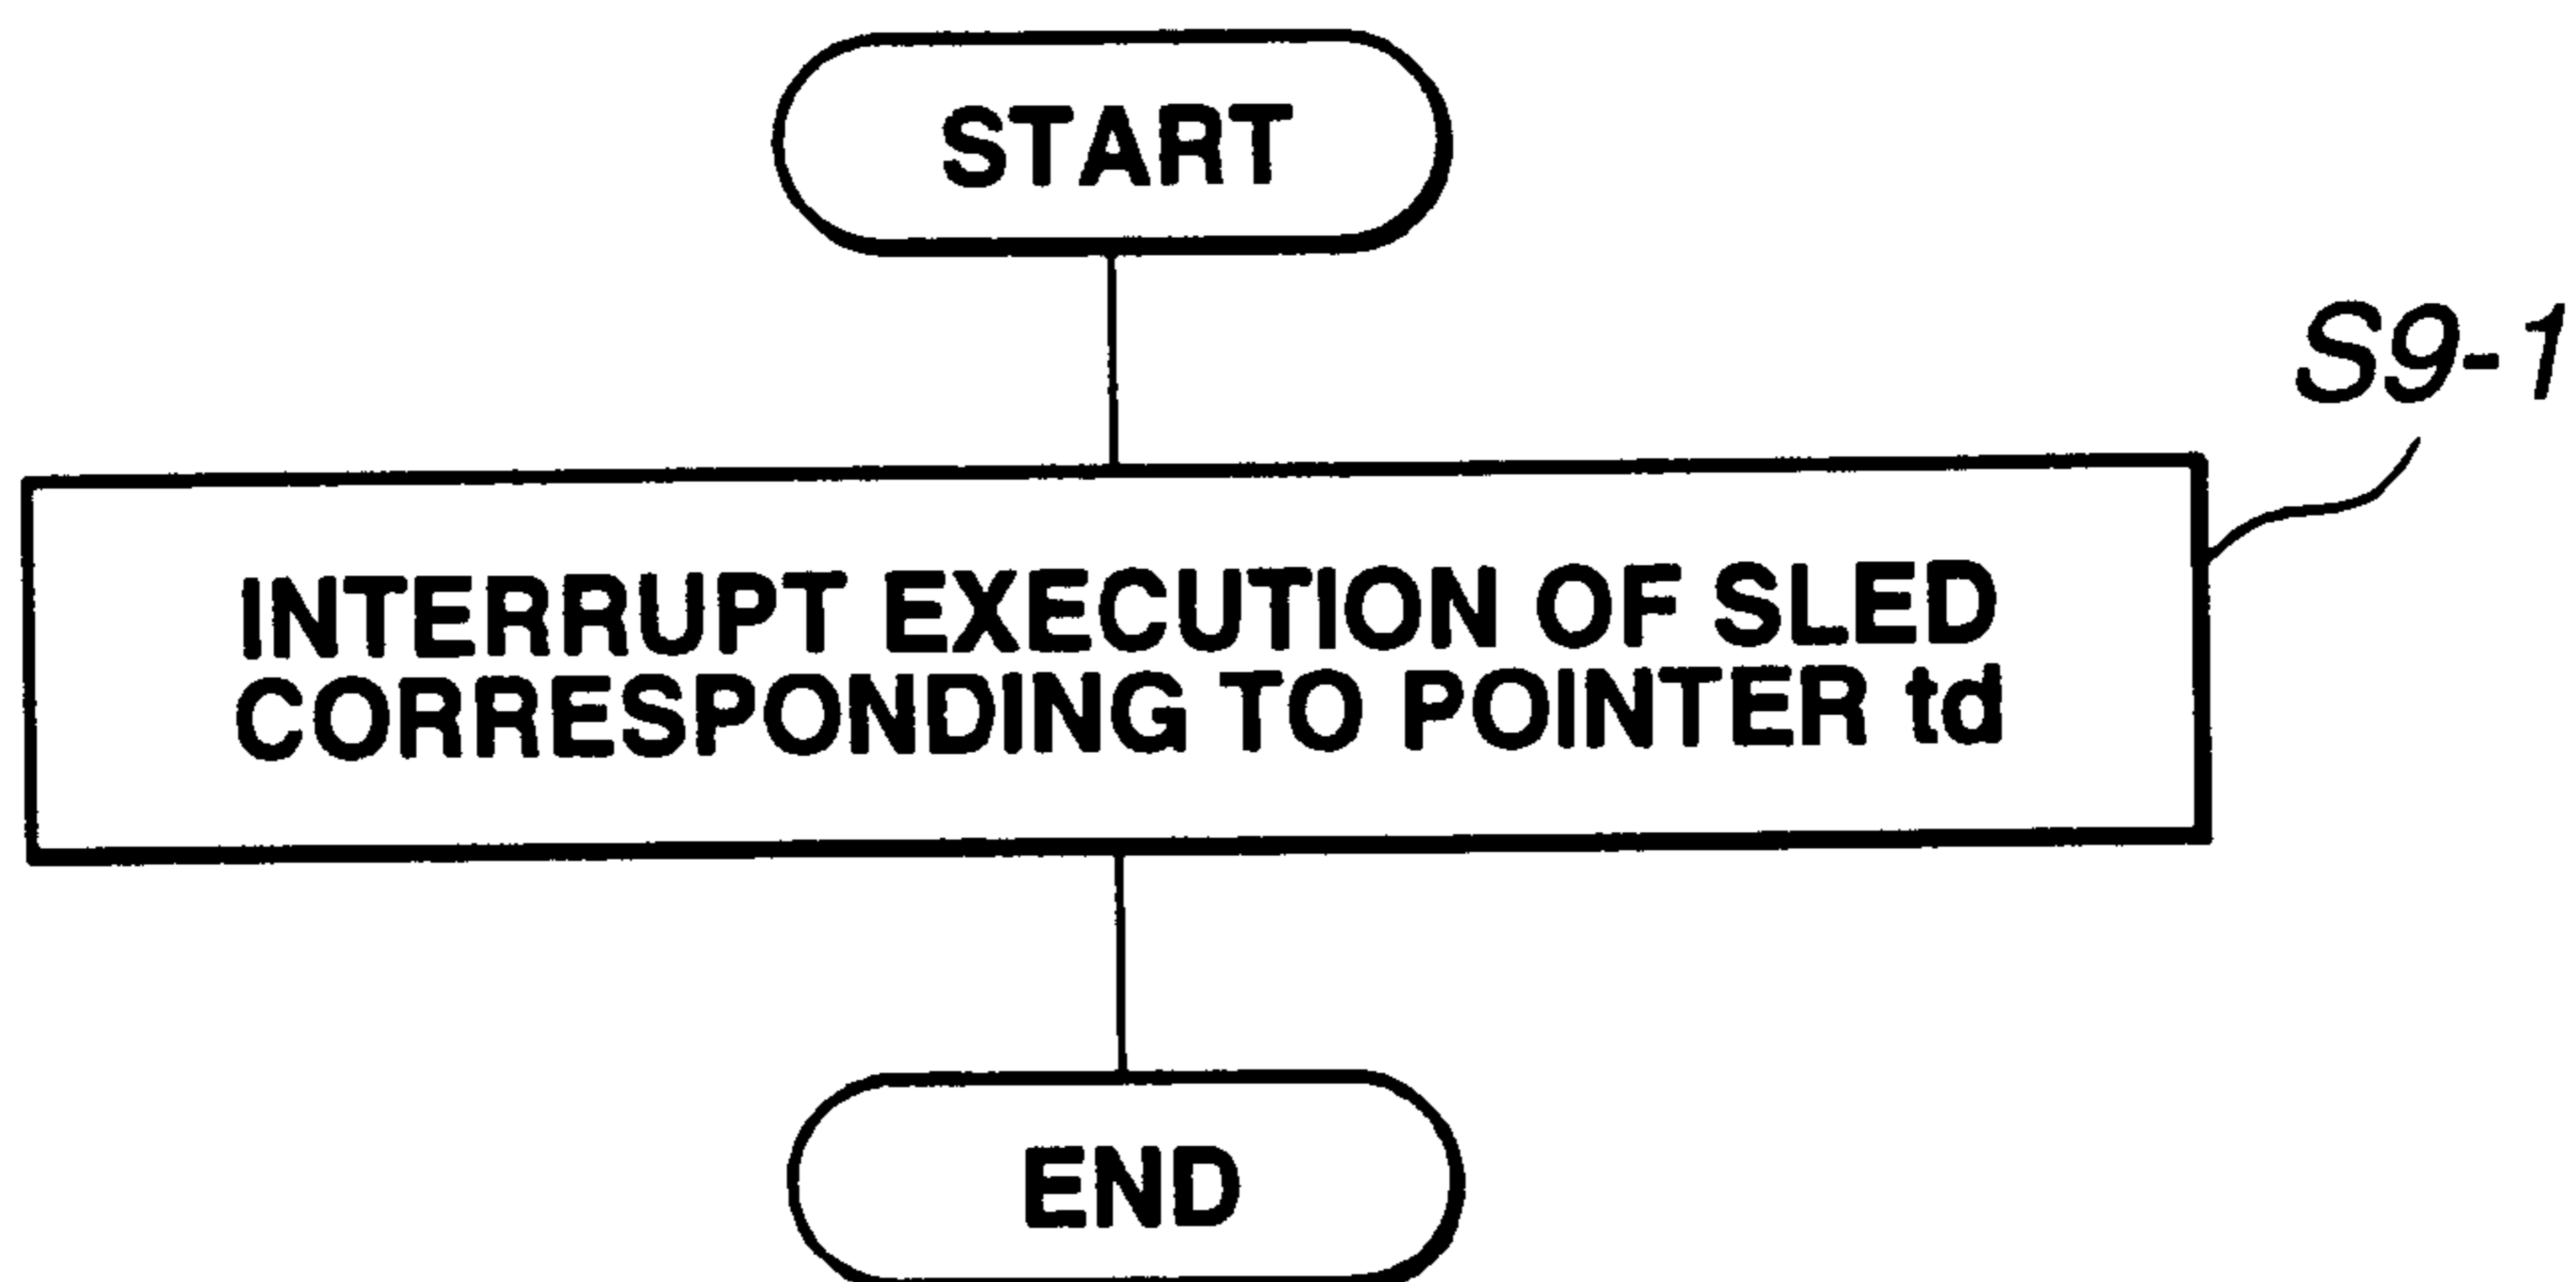 START
S9-1
INTERRUPT EXECUTION OF SLED
CORRESPONDING TO POINTER td
END